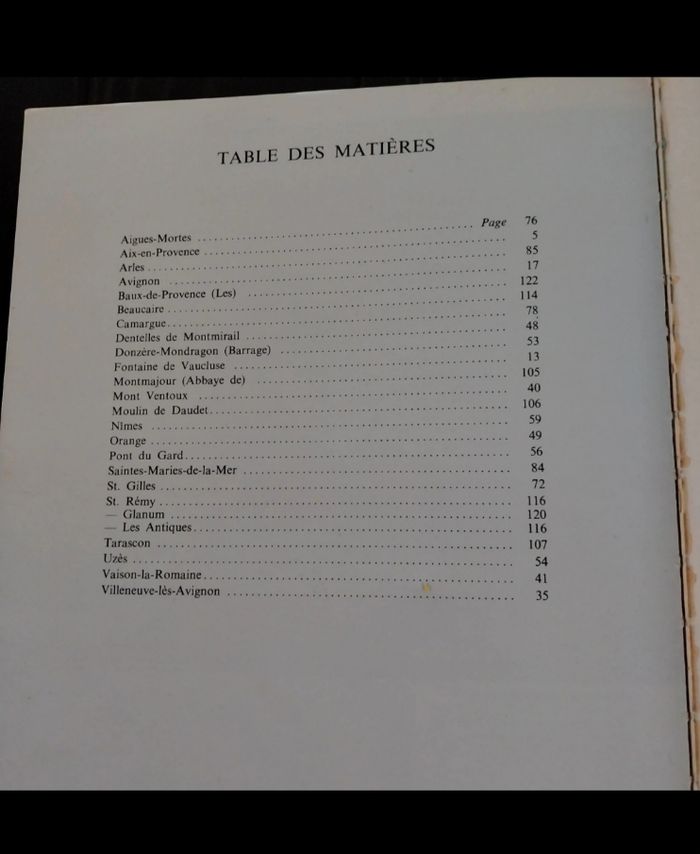 TABLE DES MATIÈRES
Aigues-Mortes .......... Page 76
Aix-en-Provence .......... 5
Arles .......... 85
Avignon .......... 17
Baux-de-Provence (Les) .......... 122
Beaucaire .......... 114
Camargue .......... 78
Dentelles de Montmirail .......... 48
Donzère-Mondragon (Barrage) .......... 53
Fontaine de Vaucluse .......... 13
Montmajour (Abbaye de) .......... 105
Mont Ventoux .......... 40
Moulin de Daudet .......... 106
Nîmes .......... 59
Orange .......... 49
Pont du Gard .......... 56
Saintes-Maries-de-la-Mer .......... 84
St. Gilles .......... 72
St. Rémy .......... 116
— Glanum .......... 120
— Les Antiques .......... 116
Tarascon .......... 107
Uzès .......... 54
Vaison-la-Romaine .......... 41
Villeneuve-lès-Avignon .......... 35